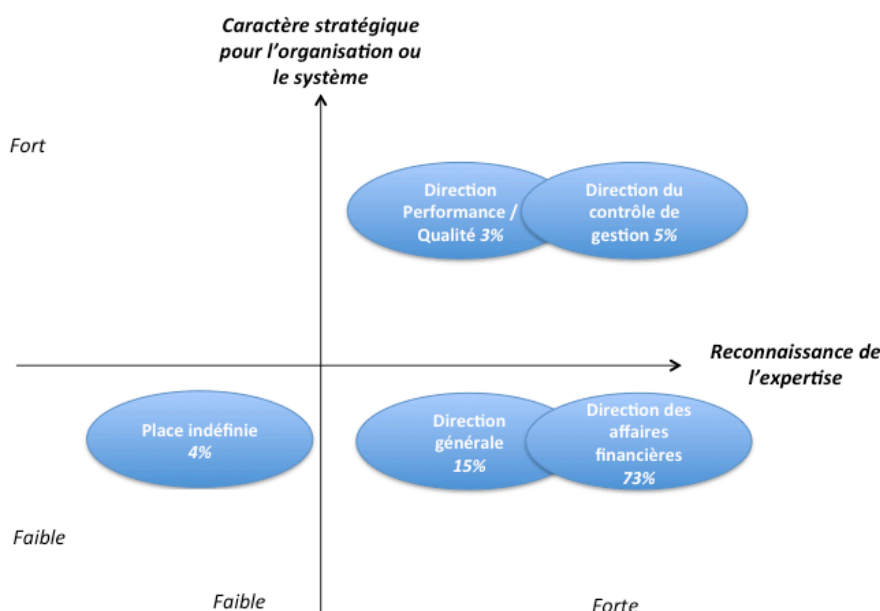 Caractère stratégique
pour l'organisation ou
le système
Fort
Direction
Performance /
Qualité 3%
Direction du
contrôle de
gestion 5%
Reconnaissance de
l'expertise
Place indéfinie
4%
Direction
générale
15%
Direction des
affaires
financières
73%
Faible
Faible
Forte